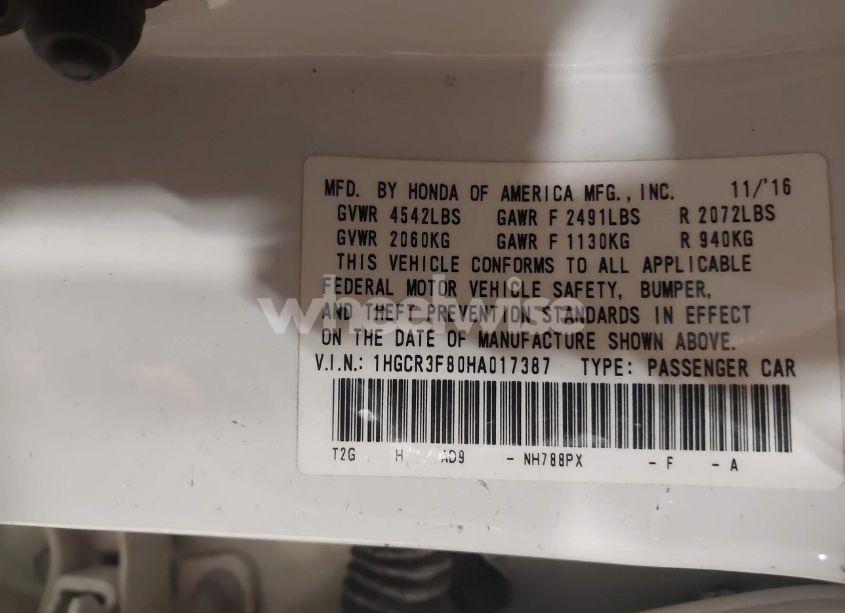 MFD. BY HONDA OF AMERICA MFG., INC. 11/'16
GVWR 4542LBS GAWR F 2491LBS R 2072LBS
GVWR 2060KG GAWR F 1130KG R 940KG
THIS VEHICLE CONFORMS TO ALL APPLICABLE
FEDERAL MOTOR VEHICLE SAFETY, BUMPER,
wheelwise
AND THEFT PREVENTION STANDARDS IN EFFECT
ON THE DATE OF MANUFACTURE SHOWN ABOVE.
V.I.N.: 1HGCR3F80HA017387 TYPE: PASSENGER CAR
T2G H AD9 - NH788PX - F - A